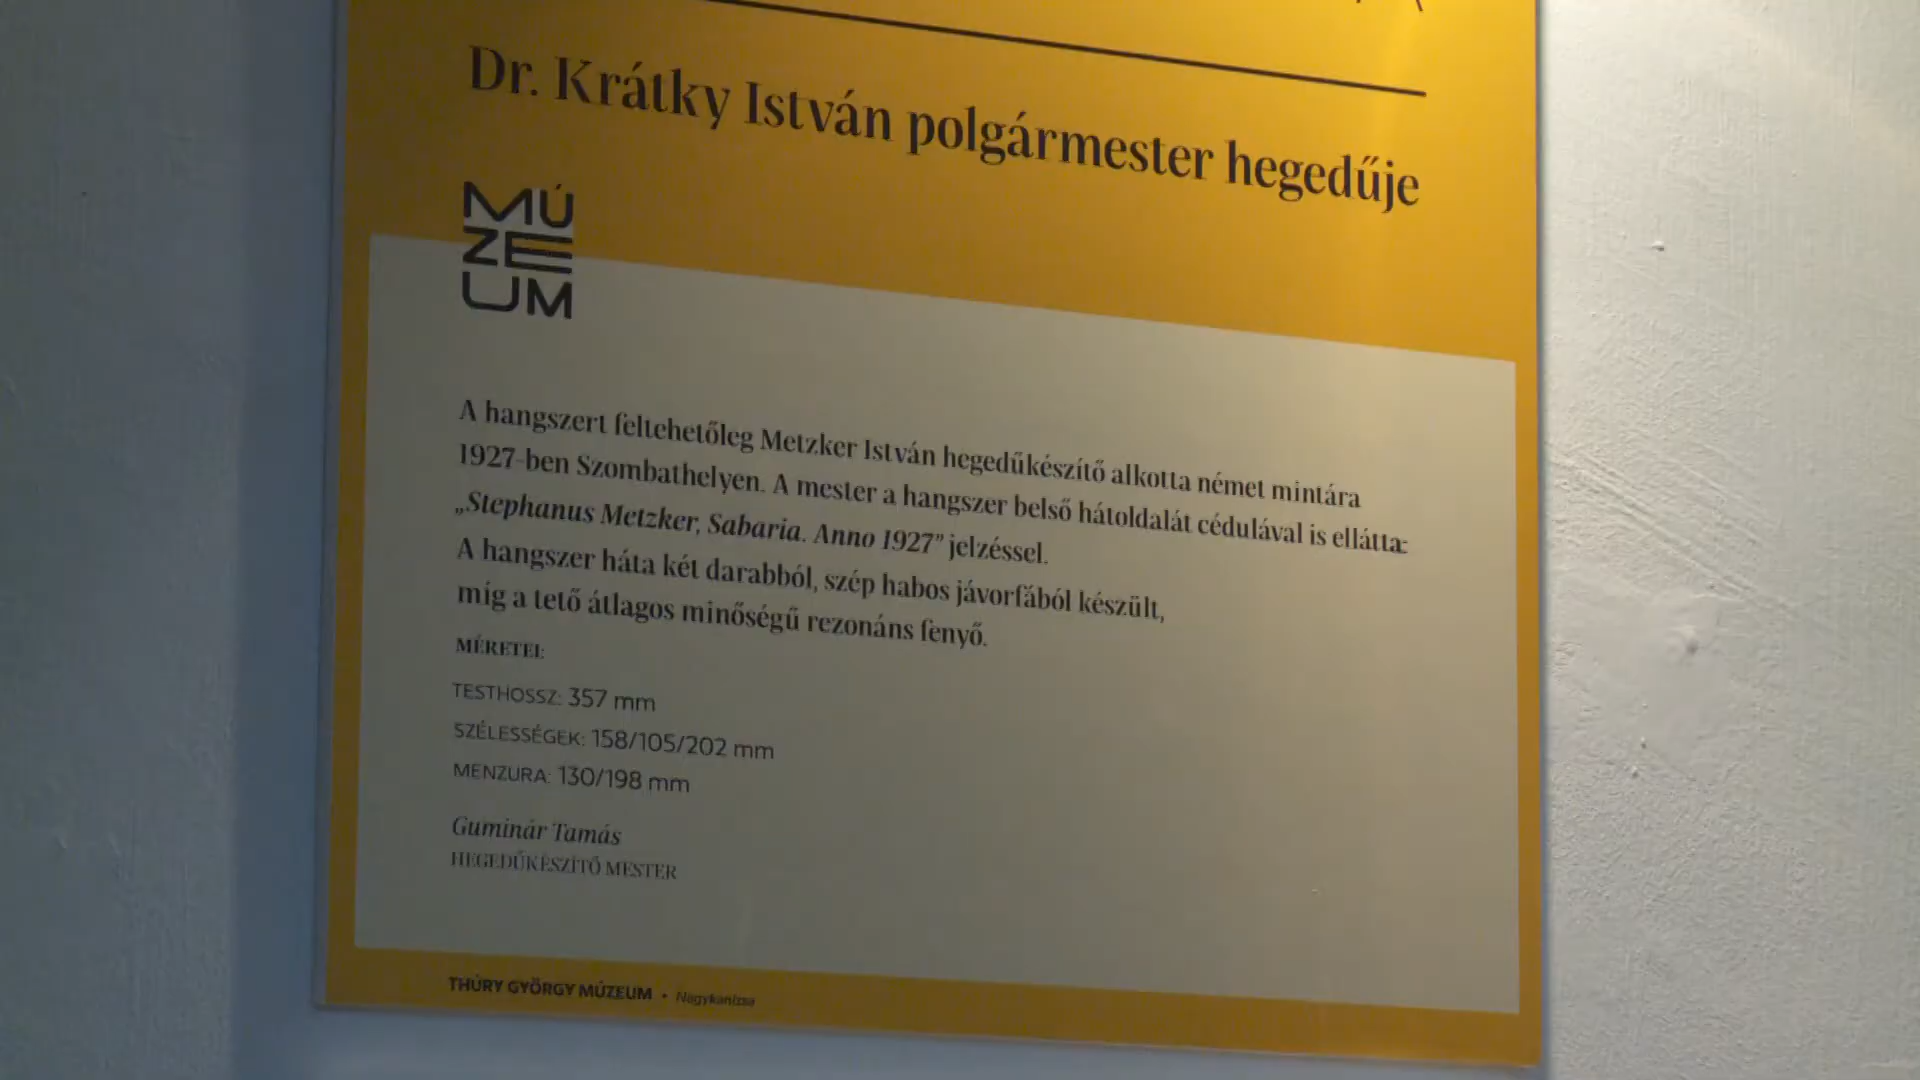 Dr. Krátky István polgármester hegedűje
MÚ
ZE
UM
A hangszert feltehetőleg Metzker István hegedűkészítő alkotta német mintára
1927-ben Szombathelyen. A mester a hangszer belső hátoldalát cédulával is ellátta:
„Stephanus Metzker, Sabaria. Anno 1927” jelzéssel.
A hangszer háta két darabból, szép habos jávorfából készült,
míg a tető átlagos minőségű rezonáns fenyő.
MÉRETEI:
TESTHOSSZ: 357 mm
SZÉLESSÉGEK: 158/105/202 mm
MENZURA: 130/198 mm
Guminár Tamás
HEGEDŰKÉSZÍTŐ MESTER
THÚRY GYÖRGY MÚZEUM • Nagykanizsa